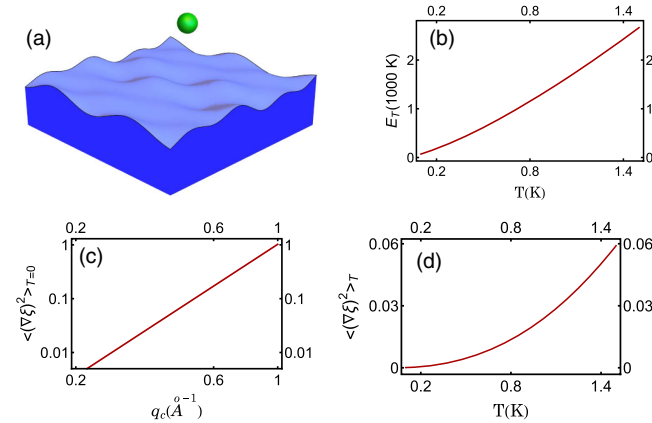 (a)
(b)
0.2 0.8 1.4
2 2
1 1
0 0
E_T(1000 K)
0.2 0.8 1.4
T(K)
(c)
0.2 0.6 1
1 1
0.1 0.1
0.01 0.01
<(∇ξ)²>_{T=0}
0.2 0.6 1
q_c(Å⁻¹)
(d)
0.2 0.8 1.4
0.06 0.06
0.03 0.03
0 0
<(∇ξ)²>_T
0.2 0.8 1.4
T(K)